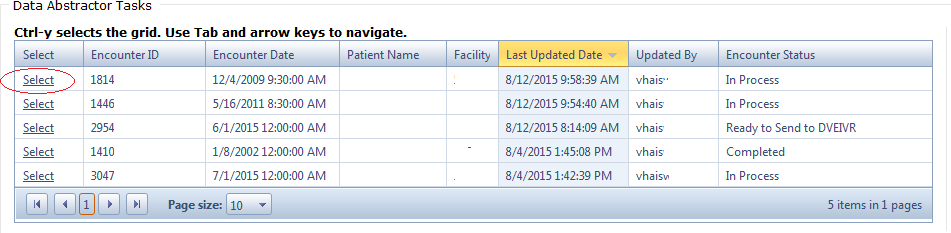 Data Abstractor Tasks
Ctrl-y selects the grid. Use Tab and arrow keys to navigate.
Select Encounter ID Encounter Date Patient Name Facility Last Updated Date Updated By Encounter Status
Select 1814 12/4/2009 9:30:00 AM 8/12/2015 9:58:39 AM vhais In Process
Select 1446 5/16/2011 8:30:00 AM 8/12/2015 9:54:40 AM vhais In Process
Select 2954 6/1/2015 12:00:00 AM 8/12/2015 8:14:09 AM vhais Ready to Send to DVEIVR
Select 1410 1/8/2002 12:00:00 AM 8/4/2015 1:45:08 PM vhais Completed
Select 3047 7/1/2015 12:00:00 AM 8/4/2015 1:42:39 PM vhaisw In Process
1 Page size: 10 5 items in 1 pages